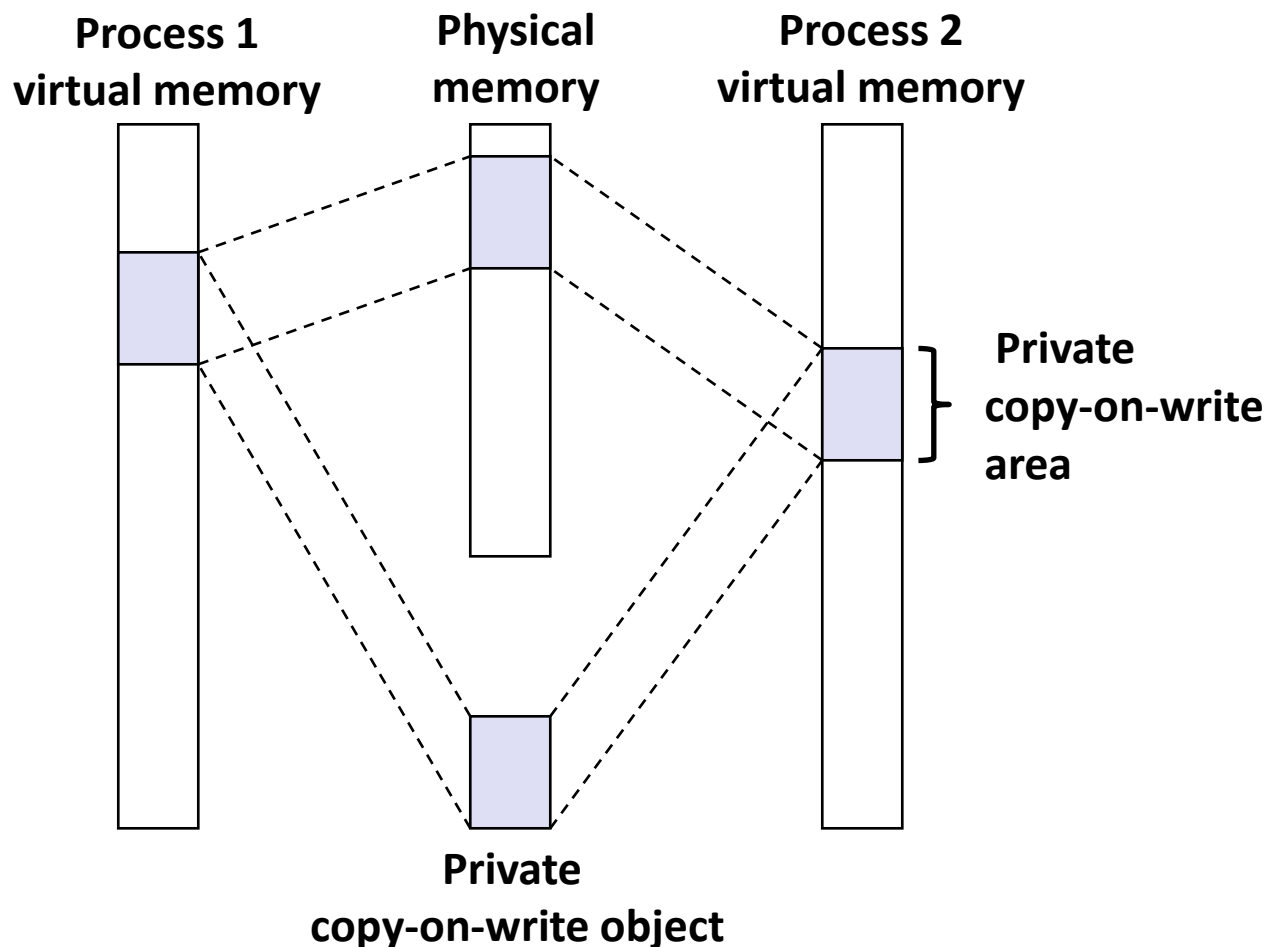 Process 1
virtual memory
Physical
memory
Process 2
virtual memory
Private
copy-on-write
area
Private
copy-on-write object